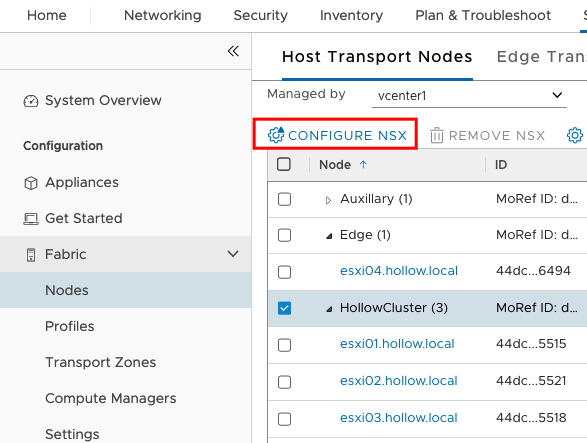 Home Networking Security Inventory Plan & Troubleshoot
«
System Overview
Configuration
Appliances
Get Started
Fabric
Nodes
Profiles
Transport Zones
Compute Managers
Settings
Host Transport Nodes Edge Tran
Managed by vcenter1
CONFIGURE NSX REMOVE NSX
Node ↑ ID
Auxillary (1) MoRef ID: d...
Edge (1) MoRef ID: d...
esxi04.hollow.local 44dc...6494
HollowCluster (3) MoRef ID: d...
esxi01.hollow.local 44dc...5515
esxi02.hollow.local 44dc...5521
esxi03.hollow.local 44dc...5518